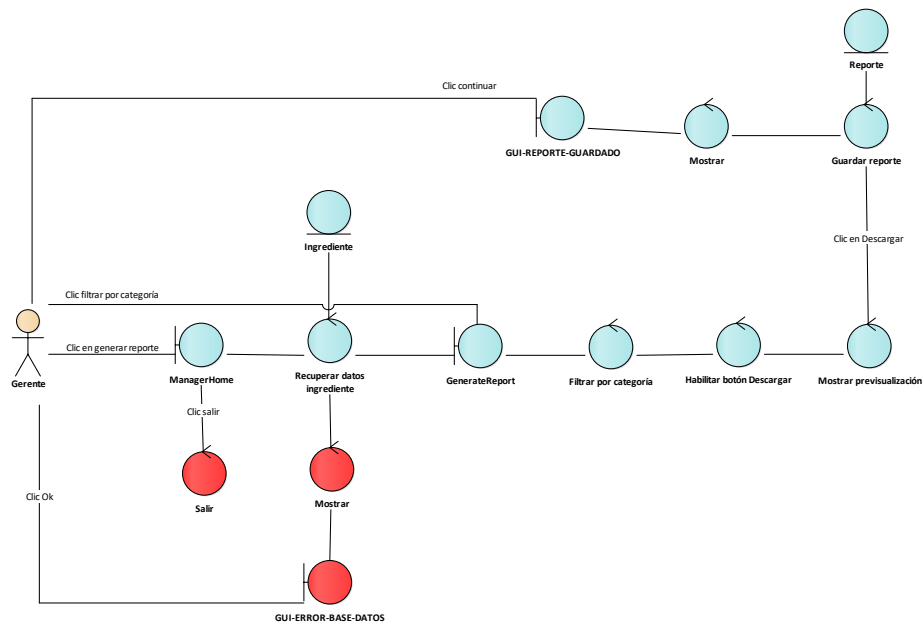 Reporte
Clic continuar
GUI-REPORTE-GUARDADO
Mostrar
Guardar reporte
Ingrediente
Clic en Descargar
Clic filtrar por categoría
Clic en generar reporte
Gerente
ManagerHome
Recuperar datos
ingrediente
GenerateReport
Filtrar por categoría
Habilitar botón Descargar
Mostrar previsualización
Clic salir
Clic Ok
Salir
Mostrar
GUI-ERROR-BASE-DATOS